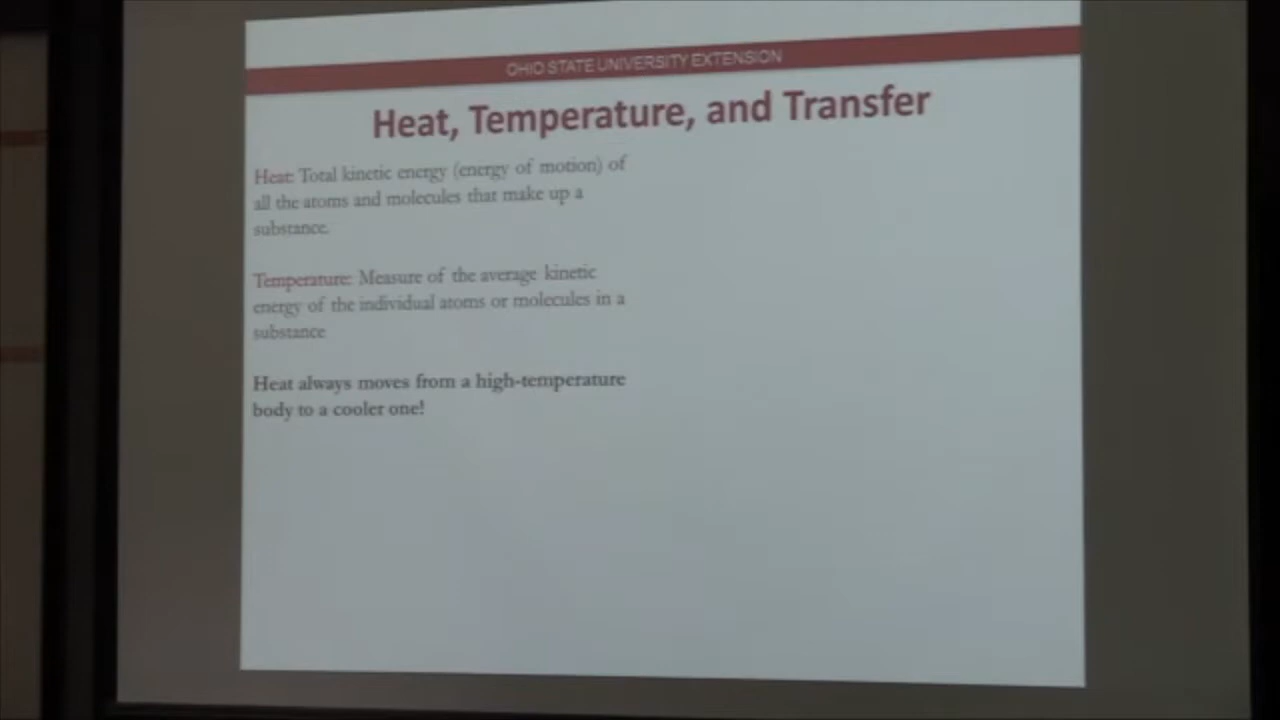 OHIO STATE UNIVERSITY EXTENSION
Heat, Temperature, and Transfer
Heat: Total kinetic energy (energy of motion) of
all the atoms and molecules that make up a
substance.
Temperature: Measure of the average kinetic
energy of the individual atoms or molecules in a
substance
Heat always moves from a high-temperature
body to a cooler one!